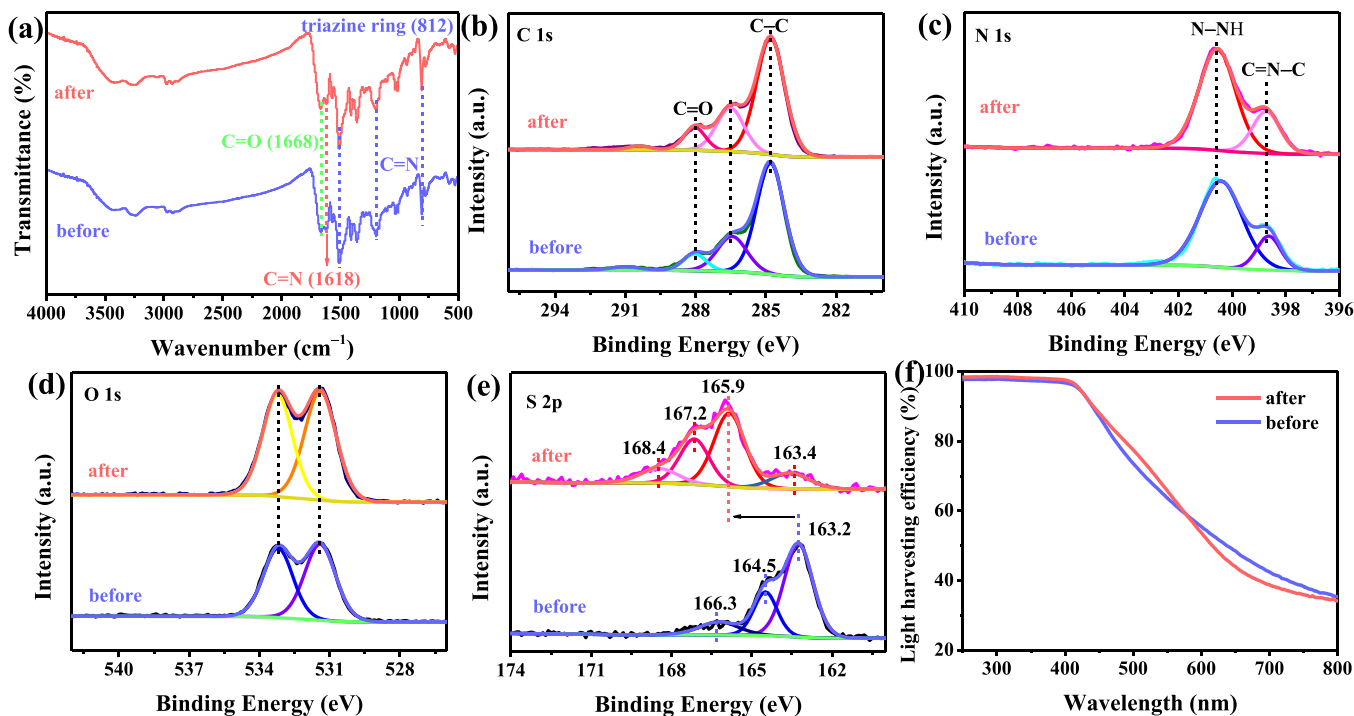 (a)
triazine ring (812)
after
C=O (1668)
C=N
before
C=N (1618)
Transmittance (%)
4000 3500 3000 2500 2000 1500 1000 500
Wavenumber (cm⁻¹)
(b)
C 1s
C–C
C=O
after
before
Intensity (a.u.)
294 291 288 285 282
Binding Energy (eV)
(c)
N 1s
N–NH
C=N–C
after
before
Intensity (a.u.)
410 408 406 404 402 400 398 396
Binding Energy (eV)
(d)
O 1s
after
before
Intensity (a.u.)
540 537 534 531 528
Binding Energy (eV)
(e)
S 2p
165.9
167.2
168.4
163.4
after
163.2
164.5
166.3
before
Intensity (a.u.)
174 171 168 165 162
Binding Energy (eV)
(f)
after
before
Light harvesting efficiency (%)
100
80
60
40
20
300 400 500 600 700 800
Wavelength (nm)